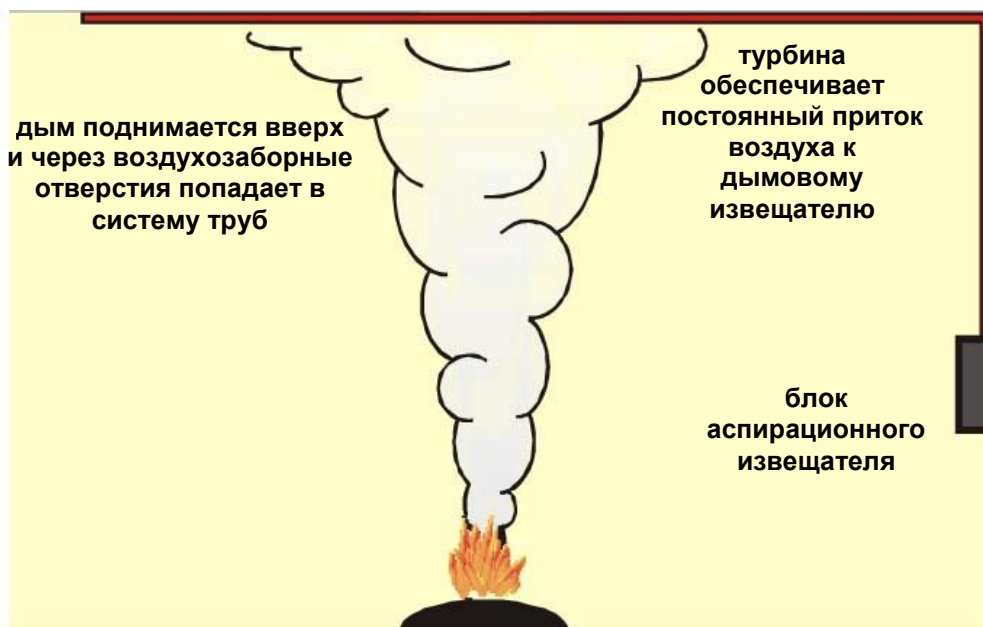 дым поднимается вверх
и через воздухозаборные
отверстия попадает в
систему труб
турбина
обеспечивает
постоянный приток
воздуха к
дымовому
извещателю
блок
аспирационного
извещателя